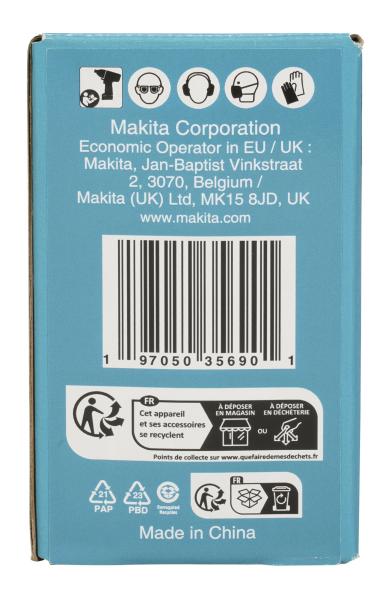 Makita Corporation
Economic Operator in EU / UK :
Makita, Jan-Baptist Vinkstraat
2, 3070, Belgium /
Makita (UK) Ltd, MK15 8JD, UK
www.makita.com
1 97050 35690 1
FR
Cet appareil
et ses accessoires
se recyclent
À DÉPOSER
EN MAGASIN
OU
À DÉPOSER
EN DÉCHÈTERIE
Points de collecte sur www.quefairedemesdechets.fr
21
PAP
23
PBD
Corrugated
Recycles
FR
Made in China